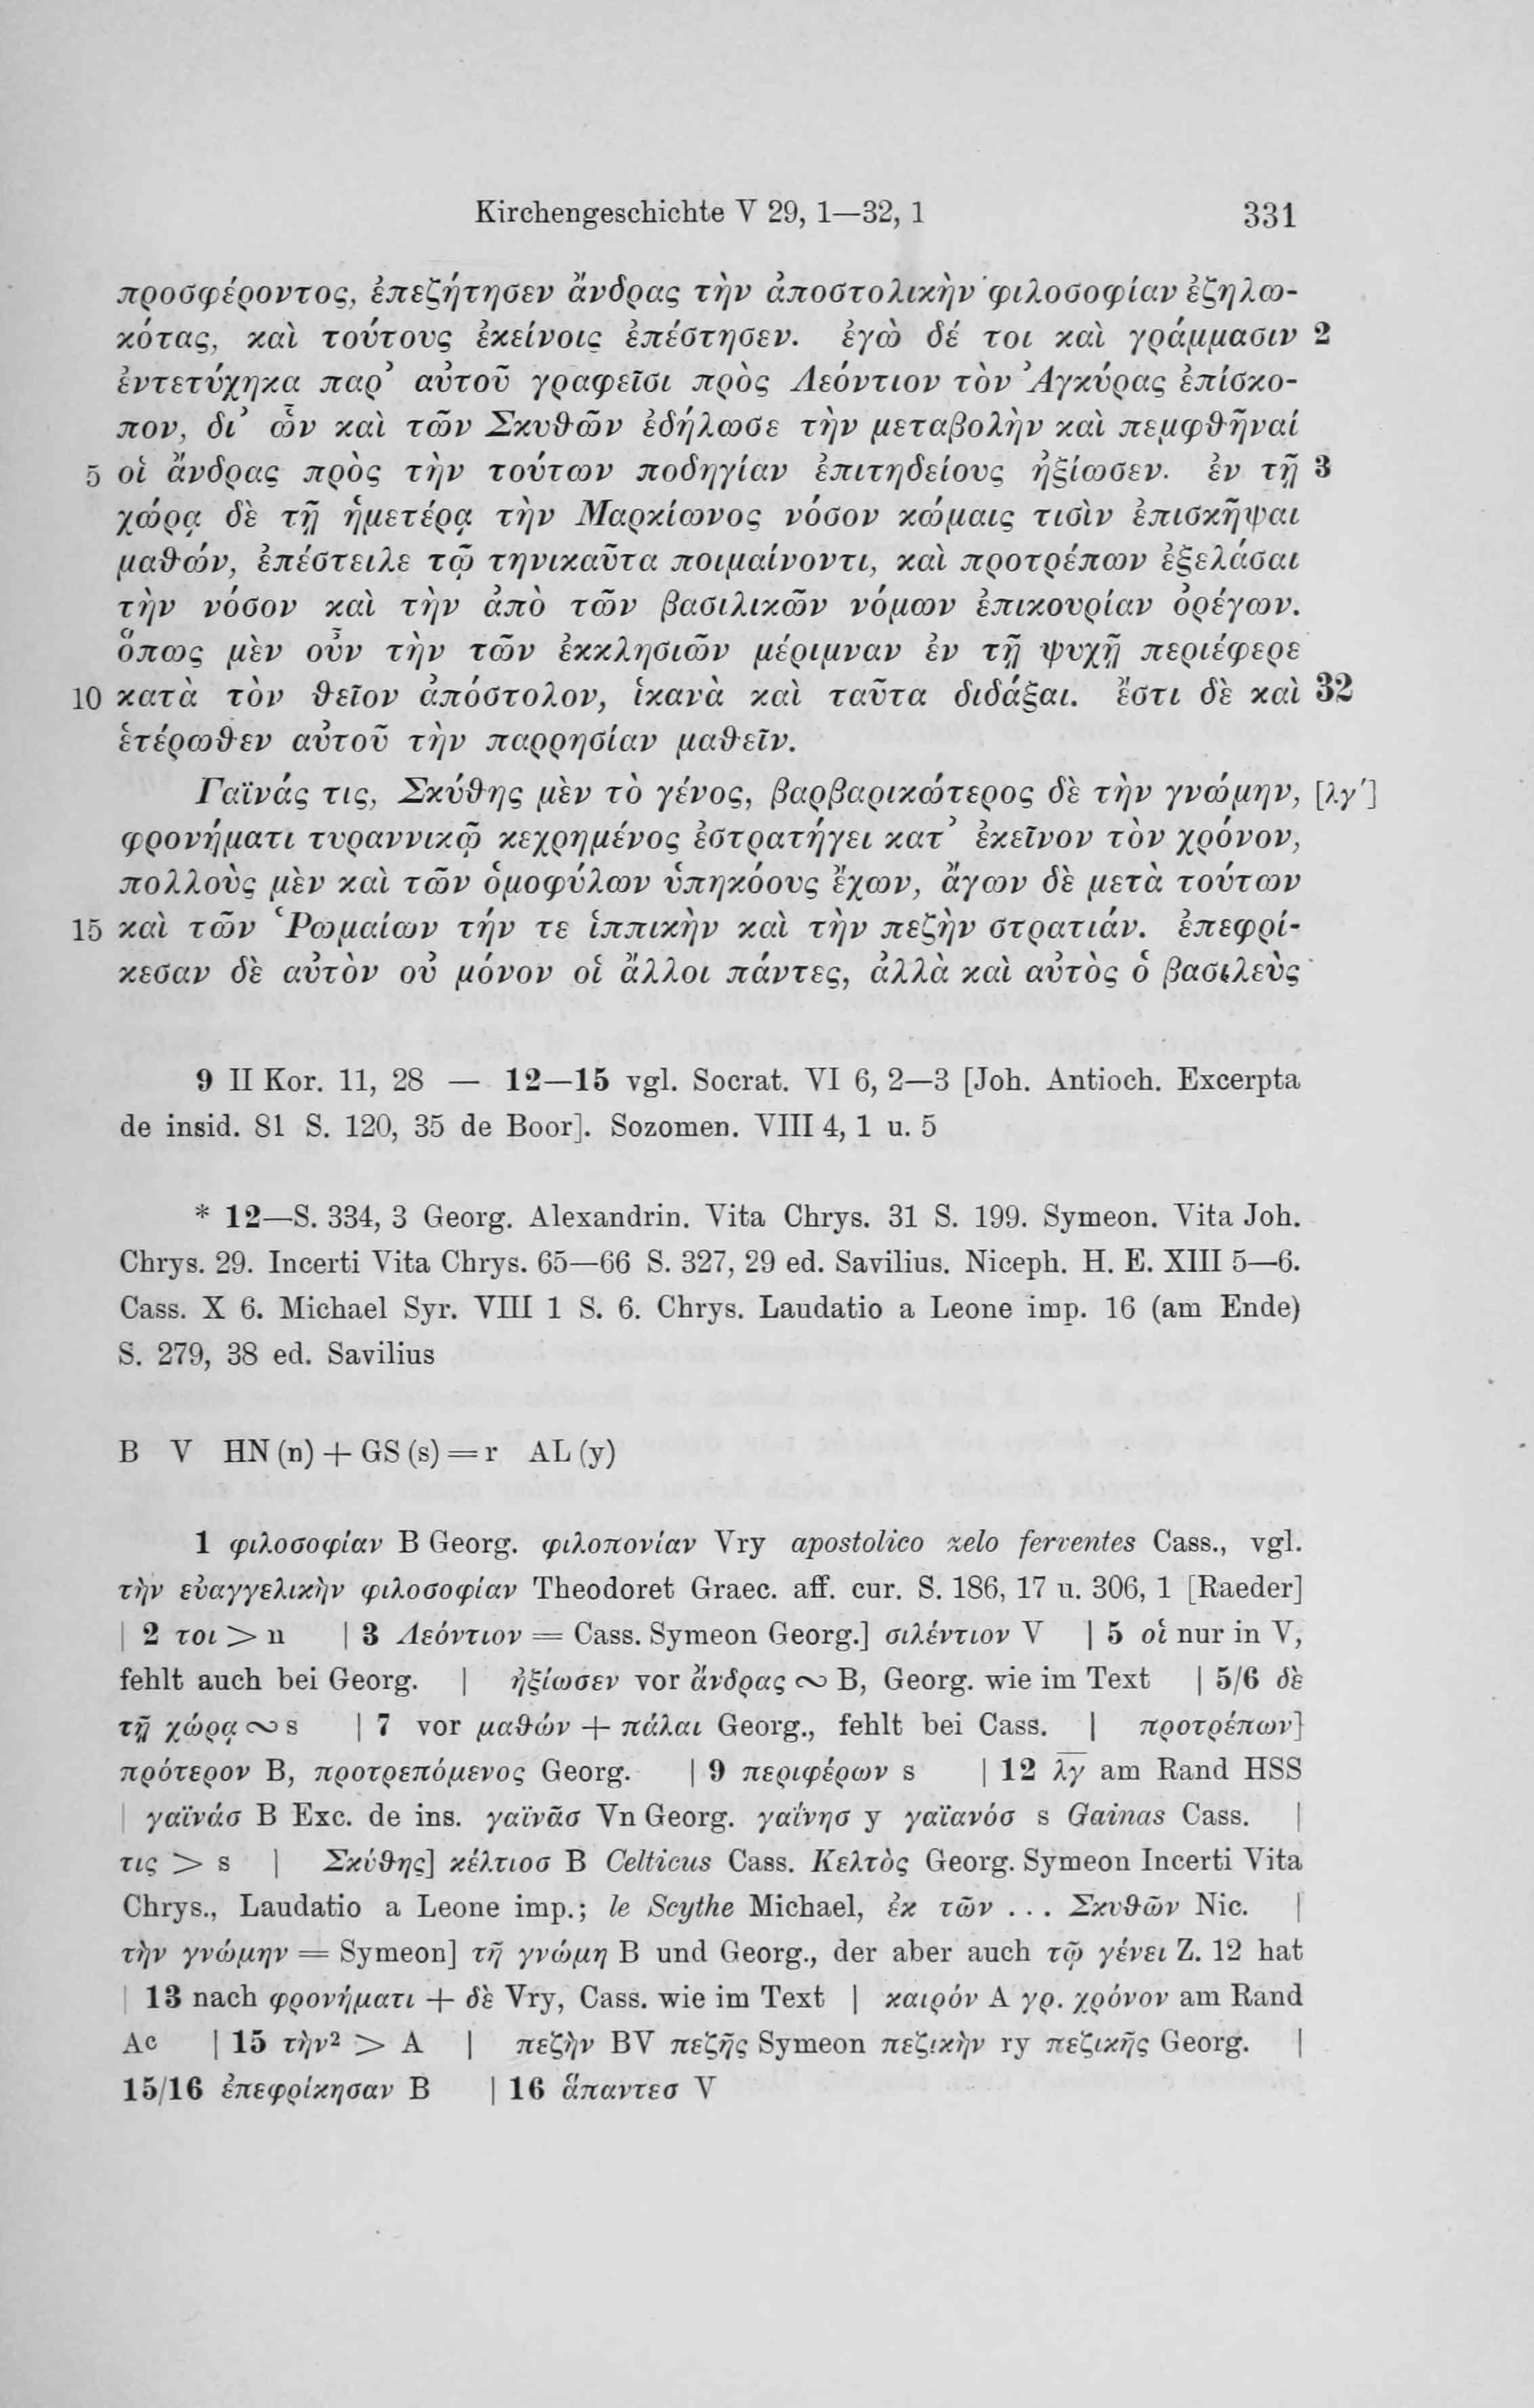 Kirchengeschichte V 29, 1—32, 1 331
προσφέροντος, ἐπεζήτησεν ἄνδρας τὴν ἀποστολικὴν φιλοσοφίαν ἐζηλω-
κότας, καὶ τούτους ἐκείνοις ἐπέστησεν. ἐγὼ δέ τοι καὶ γράμμασιν 2
ἐντετύχηκα παρ’ αὐτοῦ γραφεῖσι πρὸς Λεόντιον τὸν Ἀγκύρας ἐπίσκο-
πον, δι’ ὧν καὶ τῶν Σκυθῶν ἐδήλωσε τὴν μεταβολὴν καὶ πεμφθῆναί
5 οἱ ἄνδρας πρὸς τὴν τούτων ποδηγίαν ἐπιτηδείους ἠξίωσεν. ἐν τῇ 3
χώρᾳ δὲ τῇ ἡμετέρᾳ τὴν Μαρκίωνος νόσον κώμαις τισὶν ἐπισκῆψαι
μαθών, ἐπέστειλε τῷ τηνικαῦτα ποιμαίνοντι, καὶ προτρέπων ἐξελάσαι
τὴν νόσον καὶ τὴν ἀπὸ τῶν βασιλικῶν νόμων ἐπικουρίαν ὀρέγων.
ὅπως μὲν οὖν τὴν τῶν ἐκκλησιῶν μέριμναν ἐν τῇ ψυχῇ περιέφερε
10 κατὰ τὸν θεῖον ἀπόστολον, ἱκανὰ καὶ ταῦτα διδάξαι. ἔστι δὲ καὶ 32
ἑτέρωθεν αὐτοῦ τὴν παρρησίαν μαθεῖν.
Γαϊνάς τις, Σκύθης μὲν τὸ γένος, βαρβαρικώτερος δὲ τὴν γνώμην, [λγ′]
φρονήματι τυραννικῷ κεχρημένος ἐστρατήγει κατ’ ἐκεῖνον τὸν χρόνον,
πολλοὺς μὲν καὶ τῶν ὁμοφύλων ὑπηκόους ἔχων, ἄγων δὲ μετὰ τούτων
15 καὶ τῶν Ῥωμαίων τήν τε ἱππικὴν καὶ τὴν πεζὴν στρατιάν. ἐπεφρί-
κεσαν δὲ αὐτὸν οὐ μόνον οἱ ἄλλοι πάντες, ἀλλὰ καὶ αὐτὸς ὁ βασιλεὺς
9 II Kor. 11, 28 — 12—15 vgl. Socrat. VI 6, 2—3 [Joh. Antioch. Excerpta
de insid. 81 S. 120, 35 de Boor]. Sozomen. VIII 4, 1 u. 5
* 12—S. 334, 3 Georg. Alexandrin. Vita Chrys. 31 S. 199. Symeon. Vita Joh.
Chrys. 29. Incerti Vita Chrys. 65—66 S. 327, 29 ed. Savilius. Niceph. H. E. XIII 5—6.
Cass. X 6. Michael Syr. VIII 1 S. 6. Chrys. Laudatio a Leone imp. 16 (am Ende)
S. 279, 38 ed. Savilius
B V HN (n) + GS (s) = r AL (y)
1 φιλοσοφίαν B Georg. φιλοπονίαν Vry apostolico zelo ferventes Cass., vgl.
τὴν εὐαγγελικὴν φιλοσοφίαν Theodoret Graec. aff. cur. S. 186, 17 u. 306, 1 [Raeder]
| 2 τοι > n | 3 Λεόντιον = Cass. Symeon Georg.] σιλέντιον V | 5 οἱ nur in V,
fehlt auch bei Georg. | ἠξίωσεν vor ἄνδρας ∾ B, Georg. wie im Text | 5/6 δὲ
τῇ χώρᾳ ∾ s | 7 vor μαθών + πάλαι Georg., fehlt bei Cass. | προτρέπων]
πρότερον B, προτρεπόμενος Georg. | 9 περιφέρων s | 12 λ̅γ̅ am Rand HSS
| γαϊνάσ B Exc. de ins. γαϊνᾶσ Vn Georg. γαΐνησ y γαϊανόσ s Gainas Cass. |
τις > s | Σκύθης] κέλτιοσ B Celticus Cass. Κελτὸς Georg. Symeon Incerti Vita
Chrys., Laudatio a Leone imp.; le Scythe Michael, ἐκ τῶν . . . Σκυθῶν Nic. |
τὴν γνώμην = Symeon] τῇ γνώμη B und Georg., der aber auch τῷ γένει Z. 12 hat
| 13 nach φρονήματι + δὲ Vry, Cass. wie im Text | καιρόν A γρ. χρόνον am Rand
Ac | 15 τὴν² > A | πεζὴν BV πεζῆς Symeon πεζικὴν ry πεζικῆς Georg. |
15/16 ἐπεφρίκησαν B | 16 ἅπαντεσ V